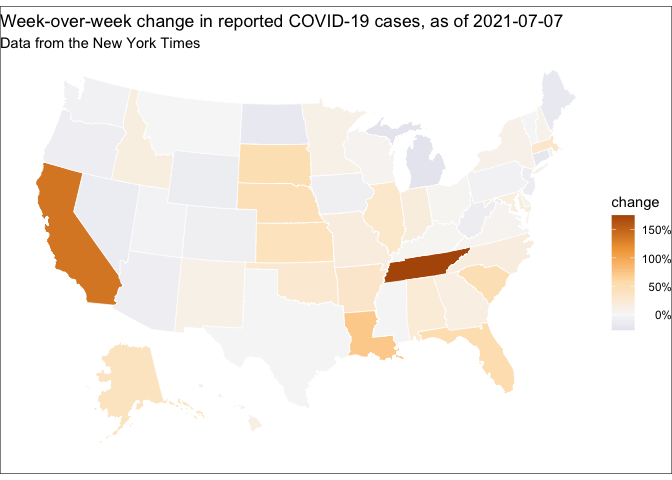 Week-over-week change in reported COVID-19 cases, as of 2021-07-07
Data from the New York Times
change
150%
100%
50%
0%